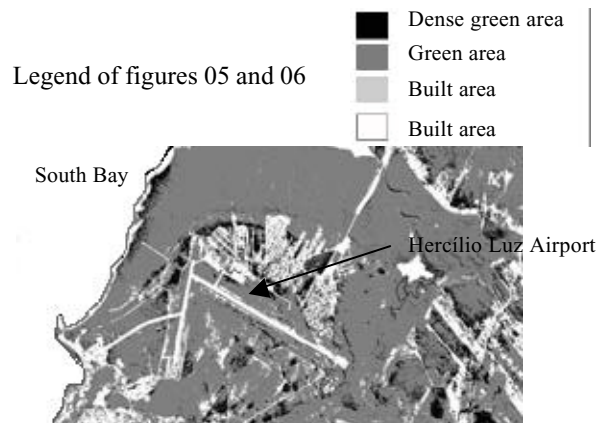 Legend of figures 05 and 06
Dense green area
Green area
Built area
Built area
South Bay
Hercílio Luz Airport